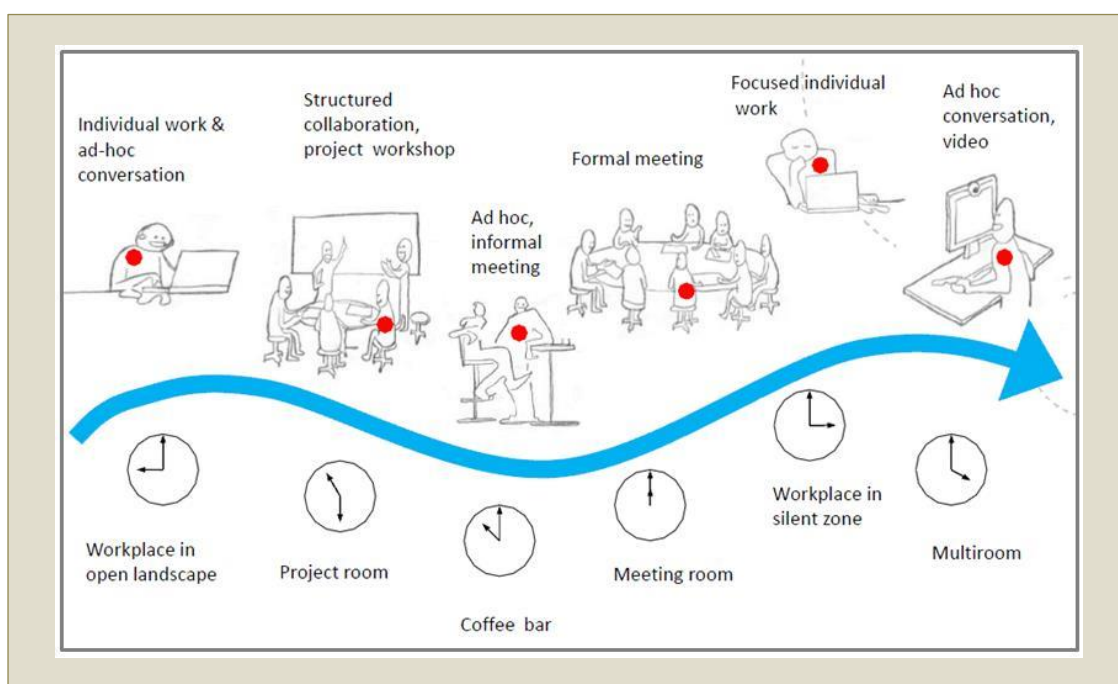 Individual work &
ad-hoc
conversation
Structured
collaboration,
project workshop
Ad hoc,
informal
meeting
Formal meeting
Focused individual
work
Ad hoc
conversation,
video
Workplace in
open landscape
Project room
Coffee bar
Meeting room
Workplace in
silent zone
Multiroom